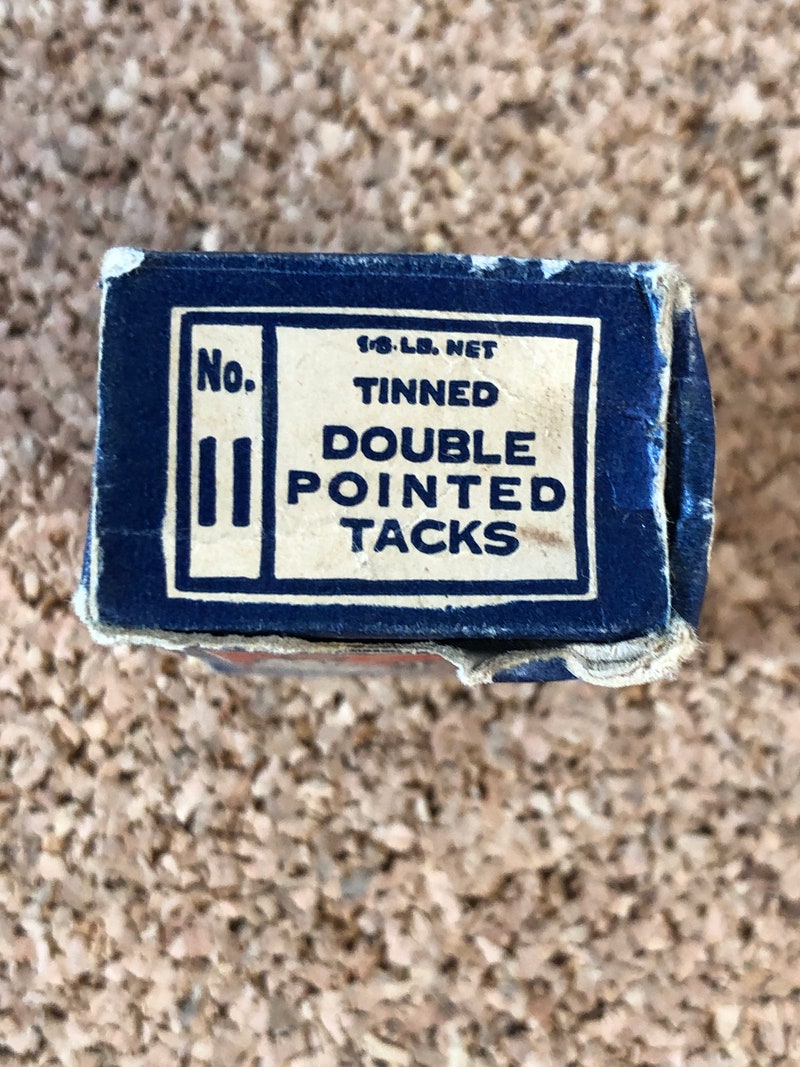 No.
11
1-8-LB. NET
TINNED
DOUBLE
POINTED
TACKS